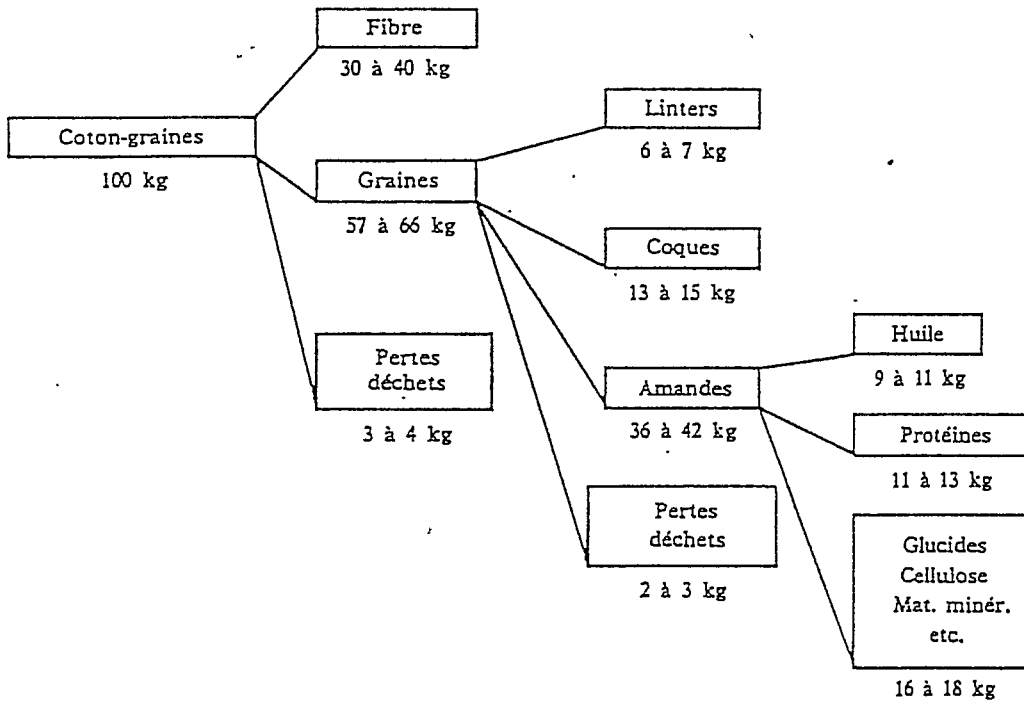 Fibre
30 à 40 kg
Coton-graines
100 kg
Graines
57 à 66 kg
Pertes
déchets
3 à 4 kg
Linters
6 à 7 kg
Coques
13 à 15 kg
Amandes
36 à 42 kg
Pertes
déchets
2 à 3 kg
Huile
9 à 11 kg
Protéines
11 à 13 kg
Glucides
Cellulose
Mat. minér.
etc.
16 à 18 kg